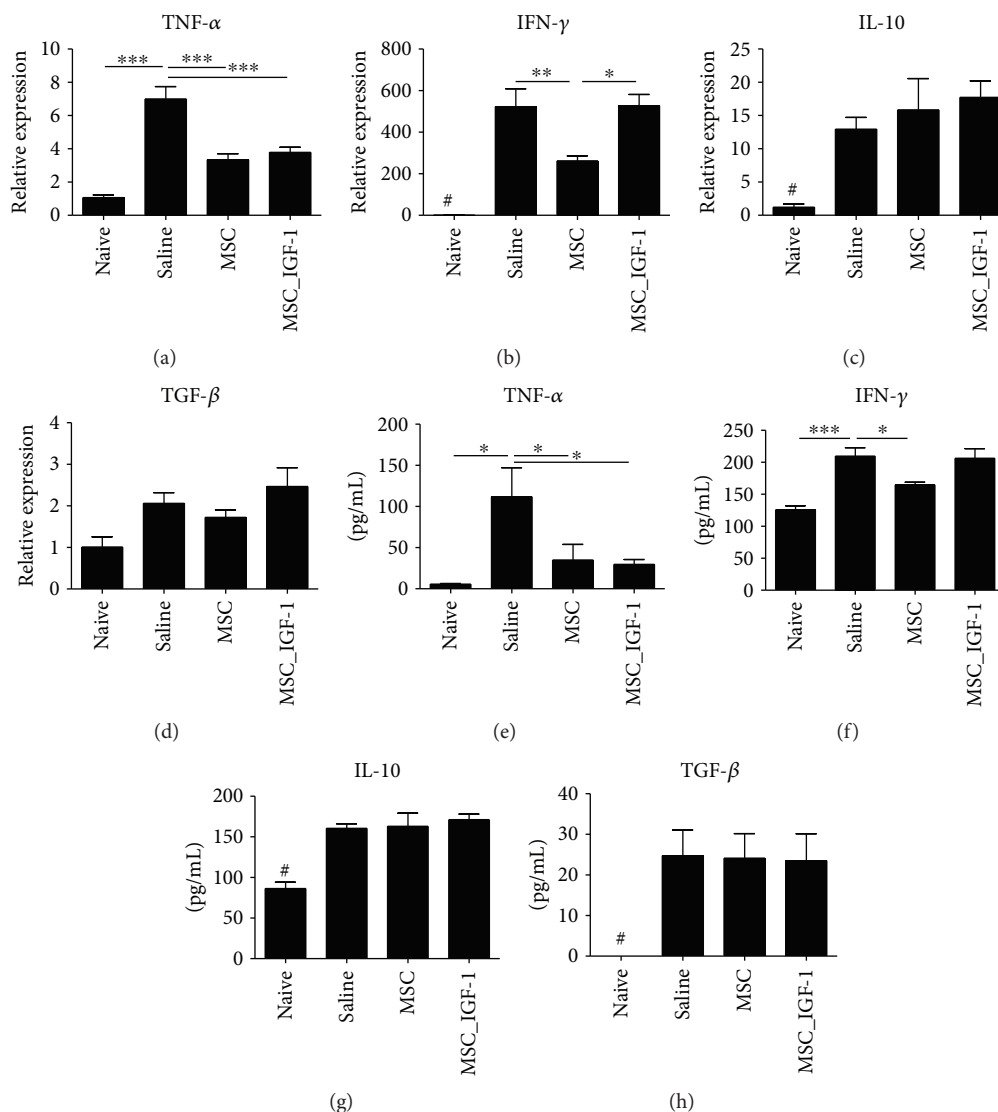 TNF-α
Relative expression
10
8
6
4
2
0
***
***
***
Naive
Saline
MSC
MSC_IGF-1
(a)
IFN-γ
Relative expression
800
600
400
200
0
#
**
*
Naive
Saline
MSC
MSC_IGF-1
(b)
IL-10
Relative expression
25
20
15
10
5
0
#
Naive
Saline
MSC
MSC_IGF-1
(c)
TGF-β
Relative expression
4
3
2
1
0
Naive
Saline
MSC
MSC_IGF-1
(d)
TNF-α
(pg/mL)
200
150
100
50
0
*
*
*
Naive
Saline
MSC
MSC_IGF-1
(e)
IFN-γ
(pg/mL)
250
200
150
100
50
0
***
*
Naive
Saline
MSC
MSC_IGF-1
(f)
IL-10
(pg/mL)
200
150
100
50
0
#
Naive
Saline
MSC
MSC_IGF-1
(g)
TGF-β
(pg/mL)
40
30
20
10
0
#
Naive
Saline
MSC
MSC_IGF-1
(h)